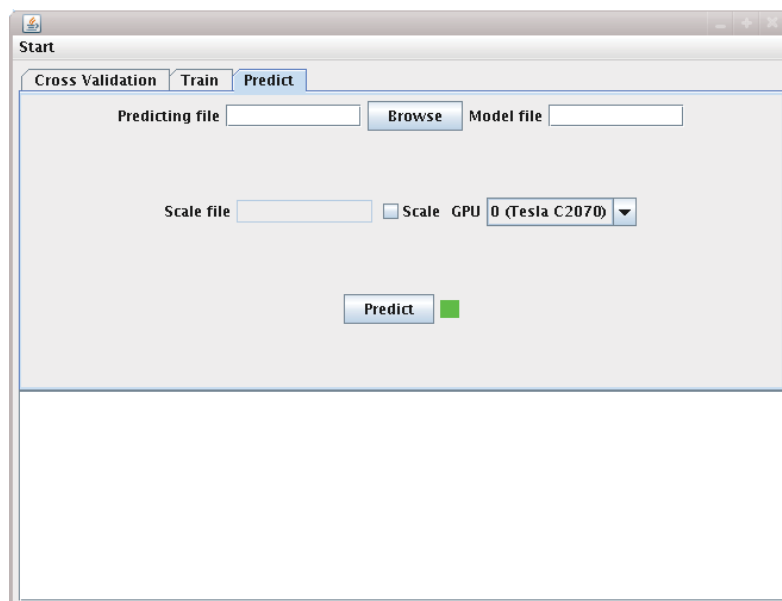 Start
Cross Validation Train Predict
Predicting file Browse Model file
Scale file Scale GPU 0 (Tesla C2070)
Predict